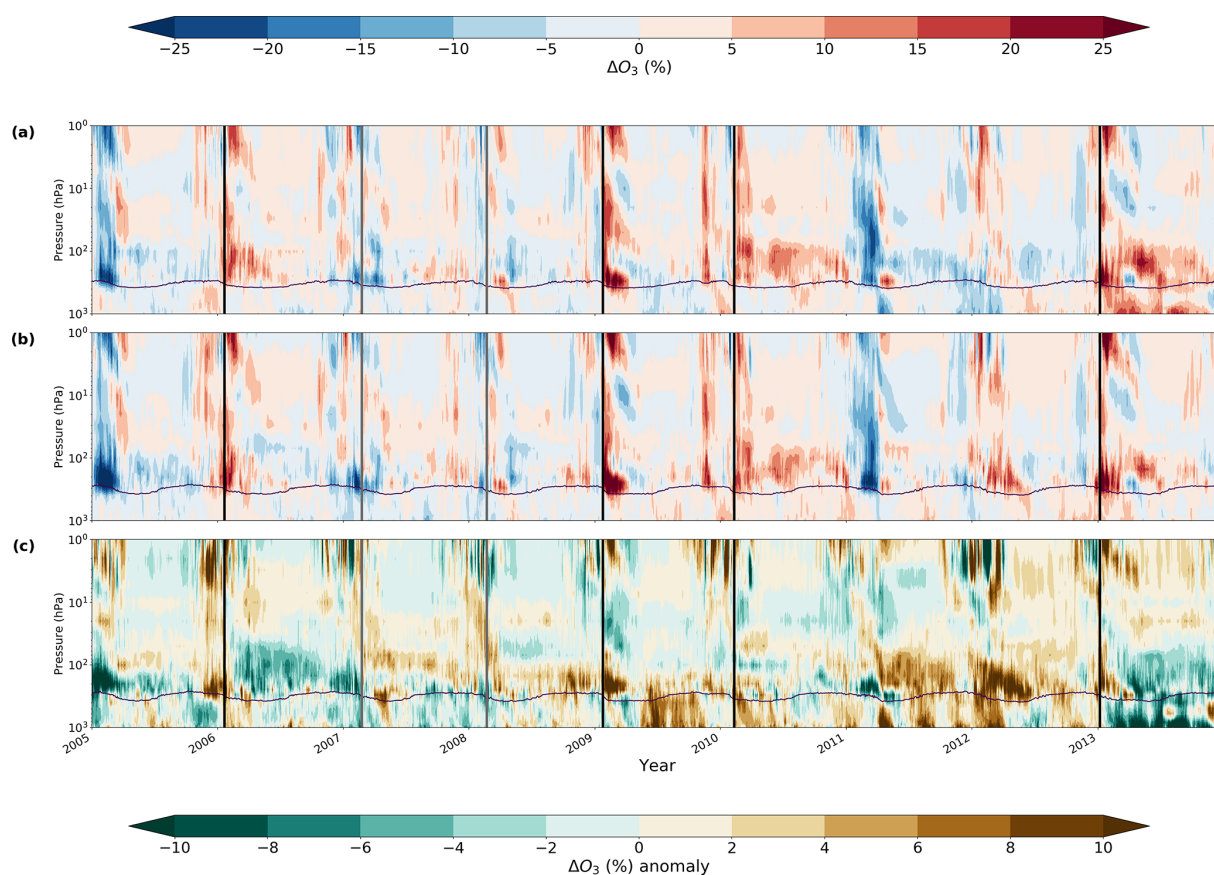 −25 −20 −15 −10 −5 0 5 10 15 20 25
ΔO₃ (%)
(a)
10⁰
10¹
10²
10³
Pressure (hPa)
(b)
10⁰
10¹
10²
10³
Pressure (hPa)
(c)
10⁰
10¹
10²
10³
Pressure (hPa)
2005 2006 2007 2008 2009 2010 2011 2012 2013
Year
−10 −8 −6 −4 −2 0 2 4 6 8 10
ΔO₃ (%) anomaly